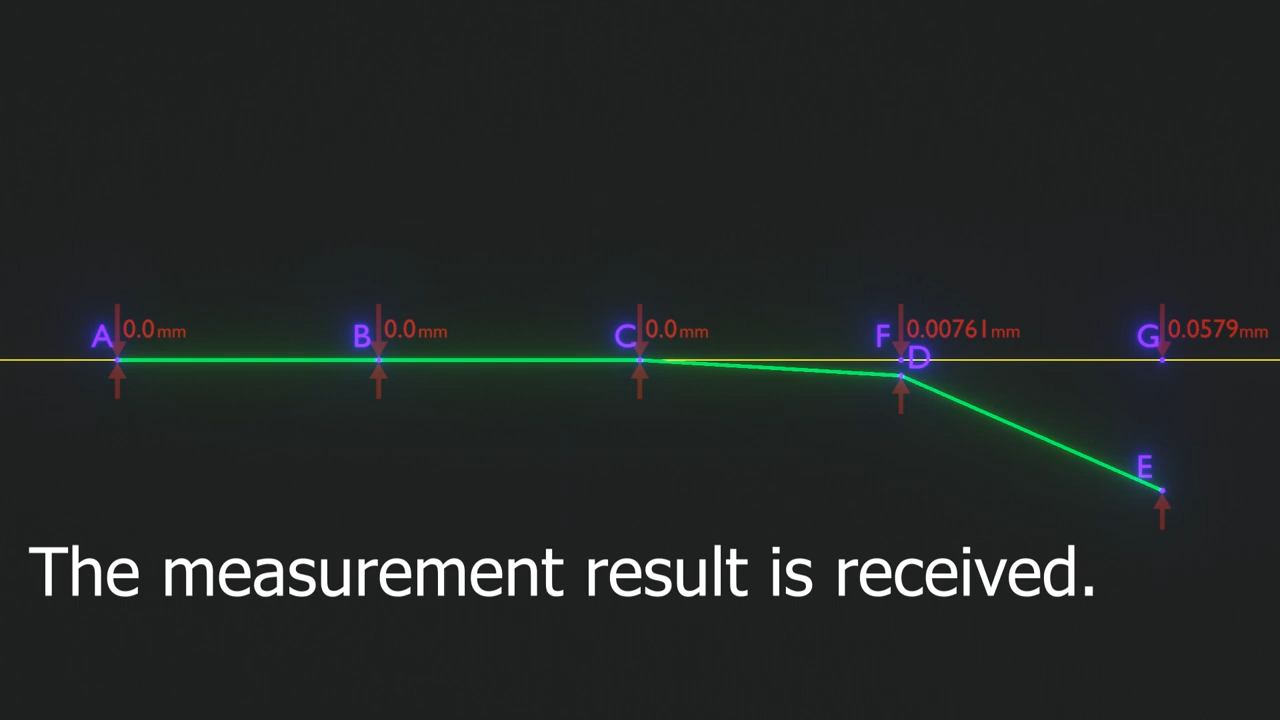 A 0.0mm B 0.0mm C 0.0mm F 0.00761mm G 0.0579mm
D
E
The measurement result is received.